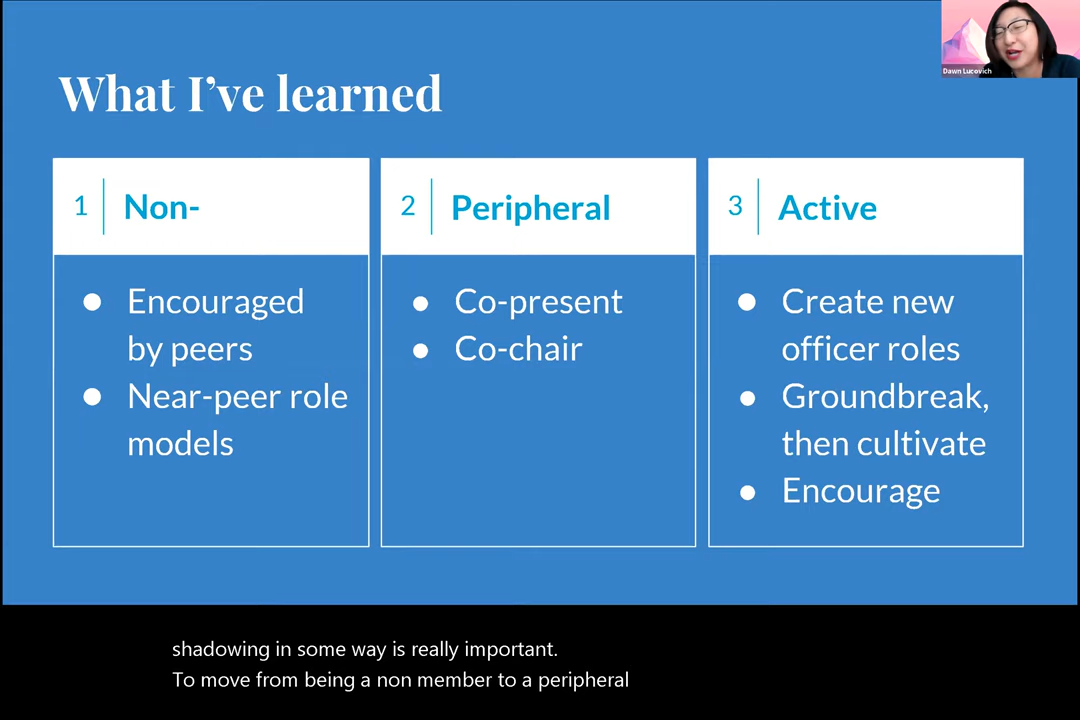 Dawn Lucovich
What I've learned
1 Non-
Encouraged
by peers
Near-peer role
models
2 Peripheral
Co-present
Co-chair
3 Active
Create new
officer roles
Groundbreak,
then cultivate
Encourage
shadowing in some way is really important.
To move from being a non member to a peripheral